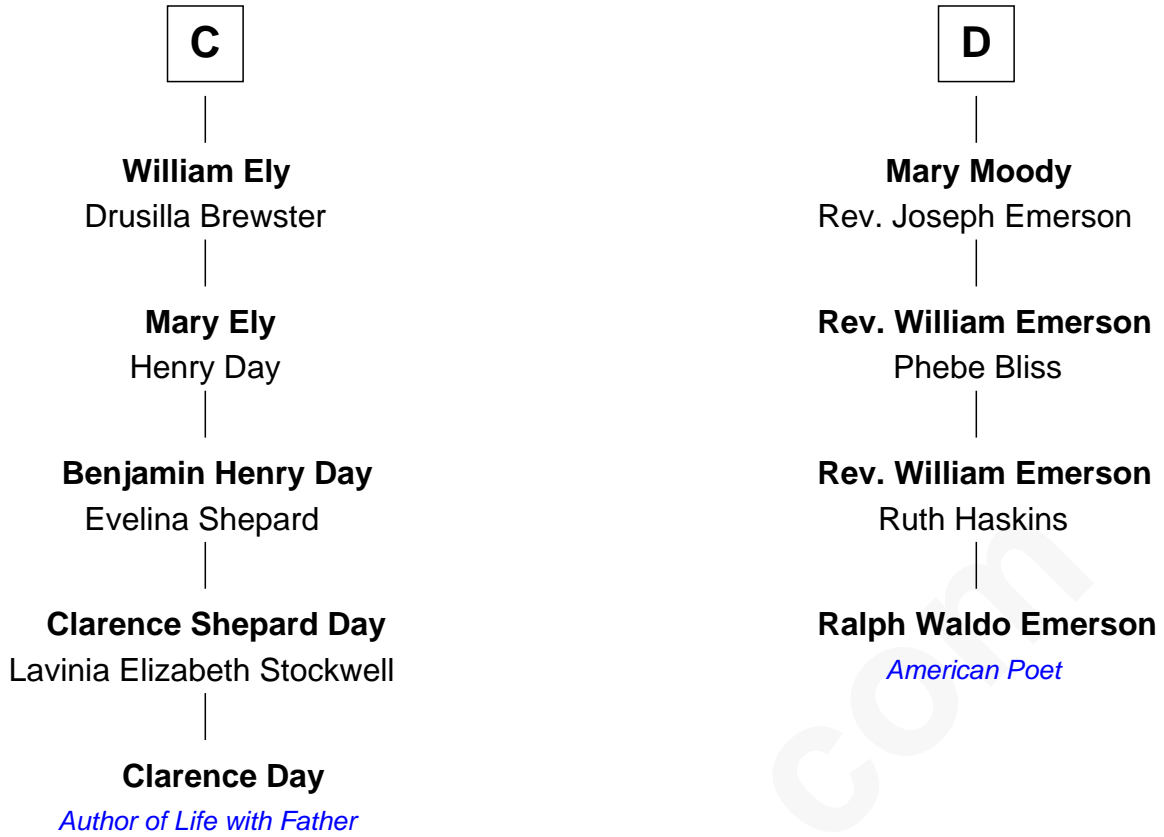 C
William Ely
Drusilla Brewster
Mary Ely
Henry Day
Benjamin Henry Day
Evelina Shepard
Clarence Shepard Day
Lavinia Elizabeth Stockwell
Clarence Day
Author of Life with Father
D
Mary Moody
Rev. Joseph Emerson
Rev. William Emerson
Phebe Bliss
Rev. William Emerson
Ruth Haskins
Ralph Waldo Emerson
American Poet
com